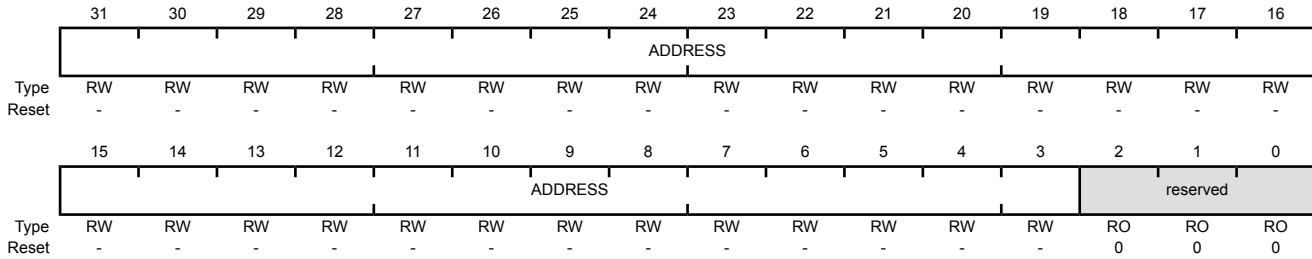 31 30 29 28 27 26 25 24 23 22 21 20 19 18 17 16
ADDRESS
Type RW RW RW RW RW RW RW RW RW RW RW RW RW RW RW RW
Reset - - - - - - - - - - - - - - - -
15 14 13 12 11 10 9 8 7 6 5 4 3 2 1 0
ADDRESS reserved
Type RW RW RW RW RW RW RW RW RW RW RW RW RW RO RO RO
Reset - - - - - - - - - - - - - 0 0 0